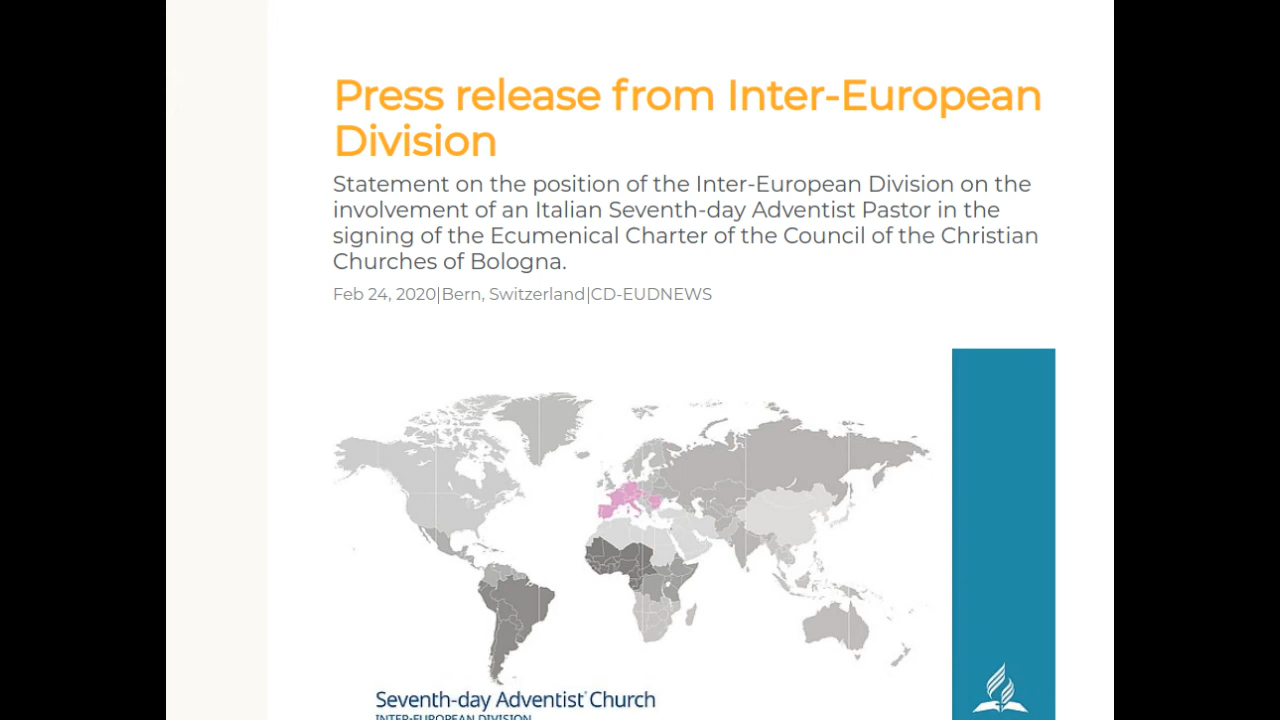 Press release from Inter-European
Division
Statement on the position of the Inter-European Division on the
involvement of an Italian Seventh-day Adventist Pastor in the
signing of the Ecumenical Charter of the Council of the Christian
Churches of Bologna.
Feb 24, 2020|Bern, Switzerland|CD-EUDNEWS
Seventh-day Adventist® Church
INTER-EUROPEAN DIVISION